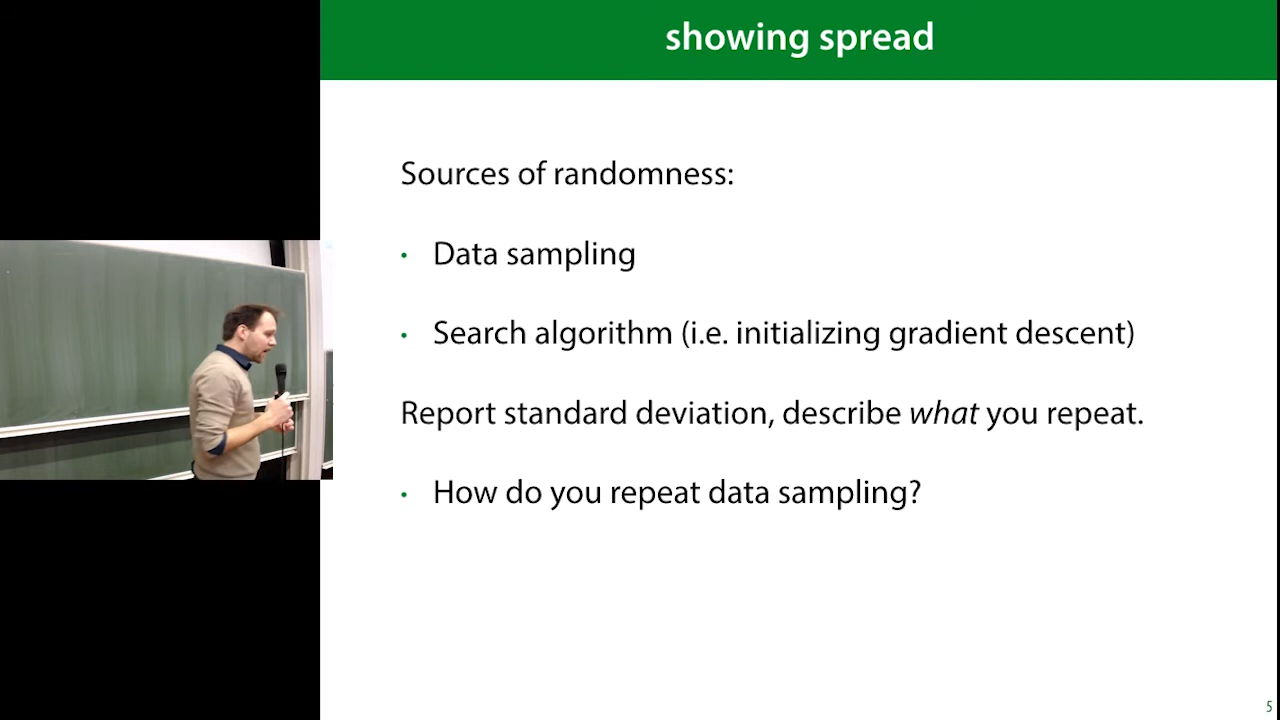 showing spread
Sources of randomness:
• Data sampling
• Search algorithm (i.e. initializing gradient descent)
Report standard deviation, describe what you repeat.
• How do you repeat data sampling?
5